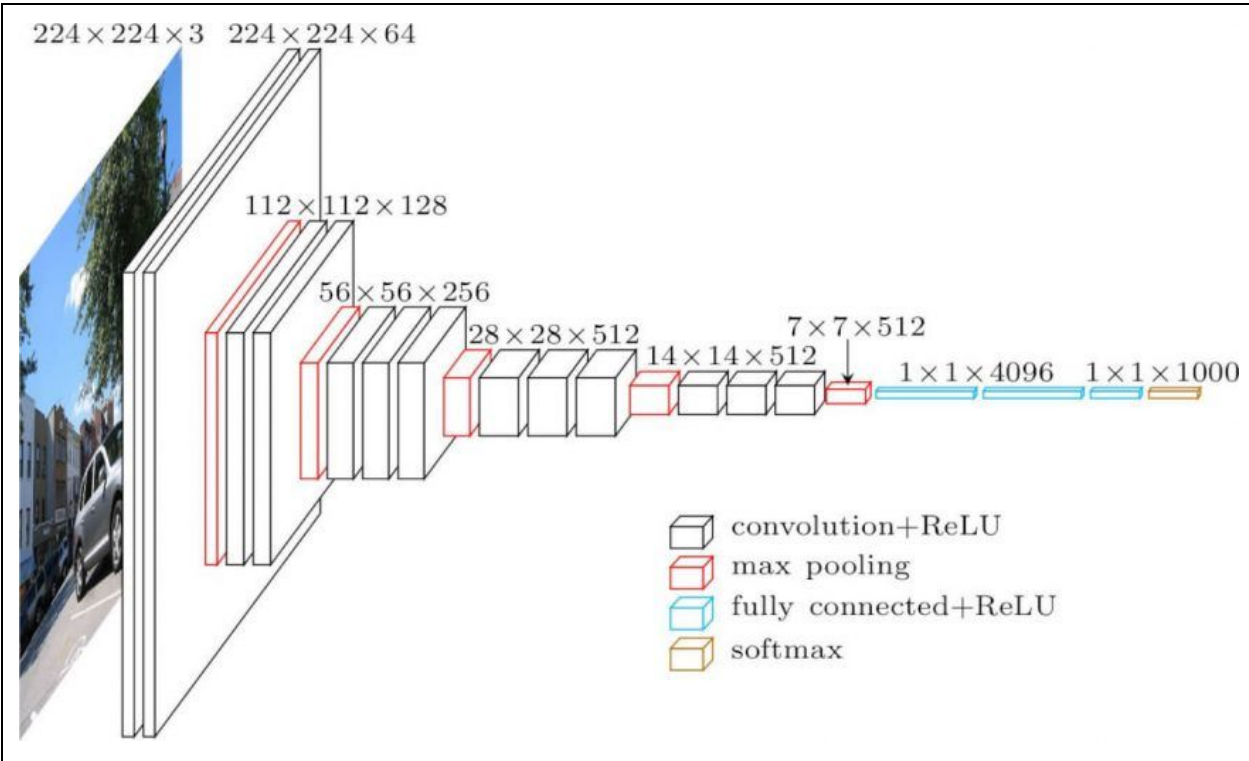 224 × 224 × 3
224 × 224 × 64
112 × 112 × 128
56 × 56 × 256
28 × 28 × 512
14 × 14 × 512
7 × 7 × 512
1 × 1 × 4096
1 × 1 × 1000
convolution+ReLU
max pooling
fully connected+ReLU
softmax